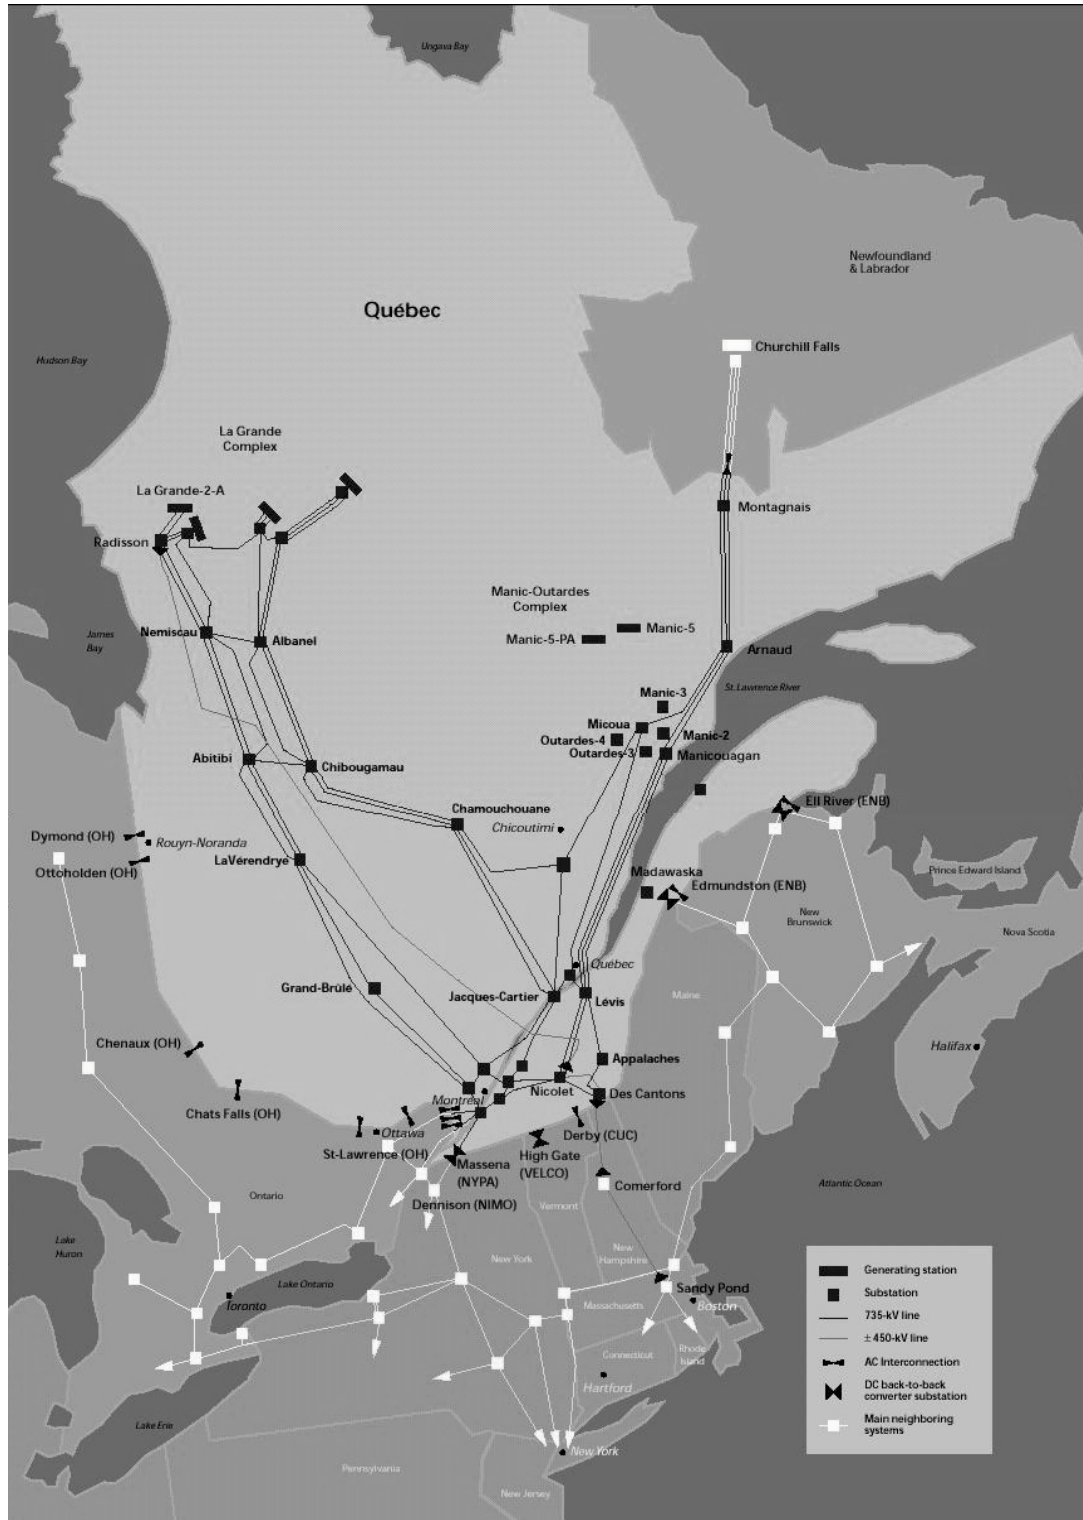 Ungava Bay
Newfoundland
& Labrador
Québec
Hudson Bay
Churchill Falls
La Grande
Complex
La Grande-2-A
Montagnais
Radisson
Manic-Outardes
Complex
Manic-5
Manic-5-PA
James
Bay
Nemiscau
Albanel
Arnaud
St. Lawrence River
Manic-3
Micoua
Manic-2
Outardes-4
Outardes-3
Manicouagan
Abitibi
Chibougamau
Chamouchouane
Chicoutimi
Ell River (ENB)
Dymond (OH)
Rouyn-Noranda
Ottoholden (OH)
LaVérendrye
Madawaska
Edmundston (ENB)
Prince Edward Island
New
Brunswick
Nova Scotia
Québec
Grand-Brûlé
Jacques-Cartier
Lévis
Maine
Chenaux (OH)
Halifax
Appalaches
Chats Falls (OH)
Montréal
Nicolet
Des Cantons
Ottawa
St-Lawrence (OH)
Derby (CUC)
High Gate
(VELCO)
Massena
(NYPA)
Comerford
Atlantic Ocean
Ontario
Dennison (NIMO)
Vermont
Lake
Huron
New York
New
Hampshire
Lake Ontario
Sandy Pond
Toronto
Massachusetts
Boston
Connecticut
Rhode
Island
Hartford
Lake Erie
New York
Pennsylvania
New Jersey
Generating station
Substation
735-kV line
± 450-kV line
AC Interconnection
DC back-to-back
converter substation
Main neighboring
systems